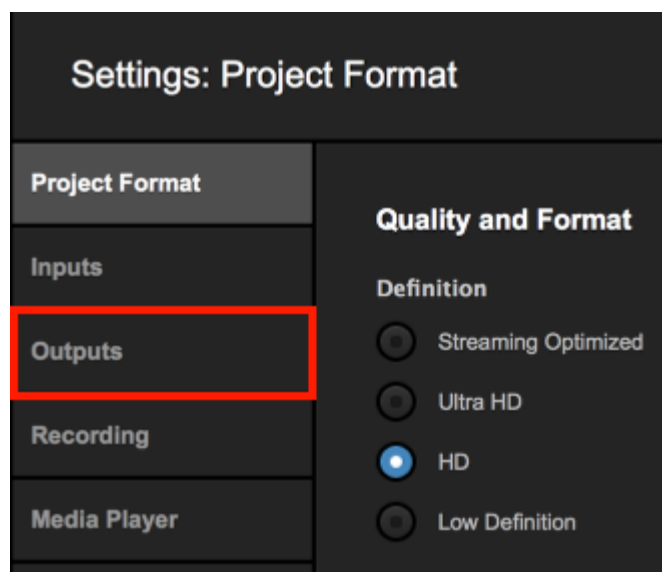 Settings: Project Format
Project Format
Inputs
Outputs
Recording
Media Player
Quality and Format
Definition
Streaming Optimized
Ultra HD
HD
Low Definition